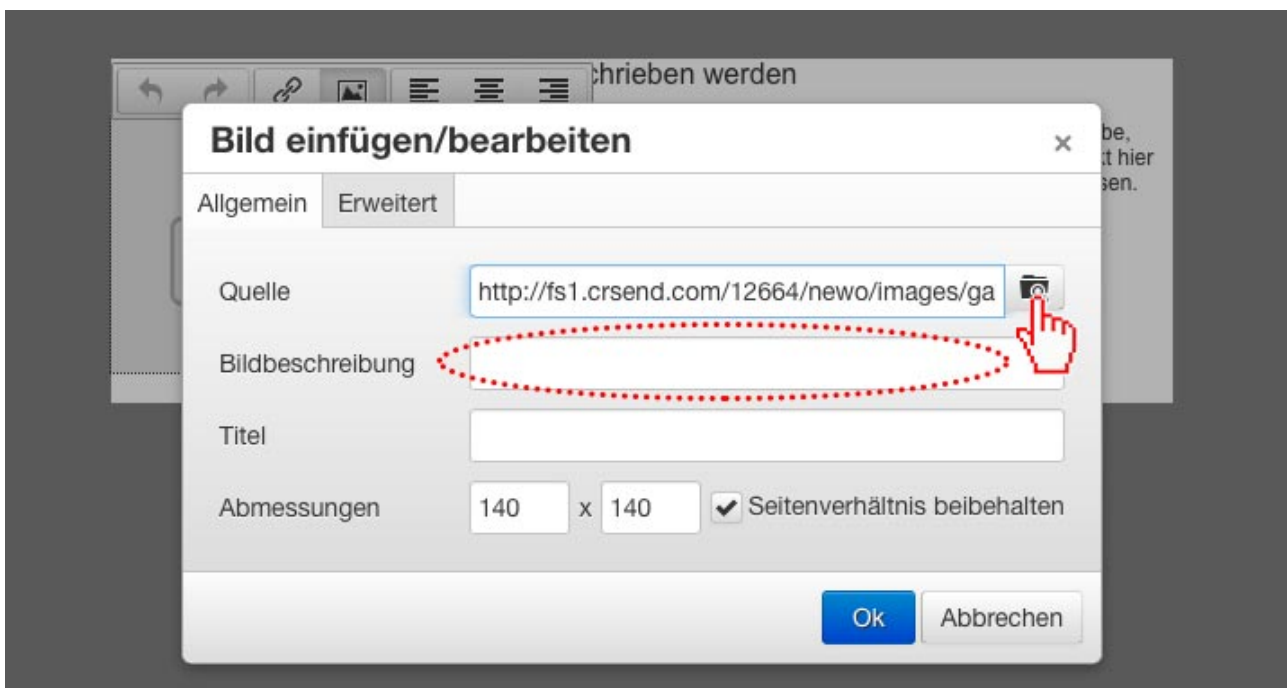 chrieben werden
Bild einfügen/bearbeiten
×
be,
kt hier
sen.
Allgemein Erweitert
Quelle http://fs1.crsend.com/12664/newo/images/ga
Bildbeschreibung
Titel
Abmessungen 140 x 140 Seitenverhältnis beibehalten
Ok Abbrechen